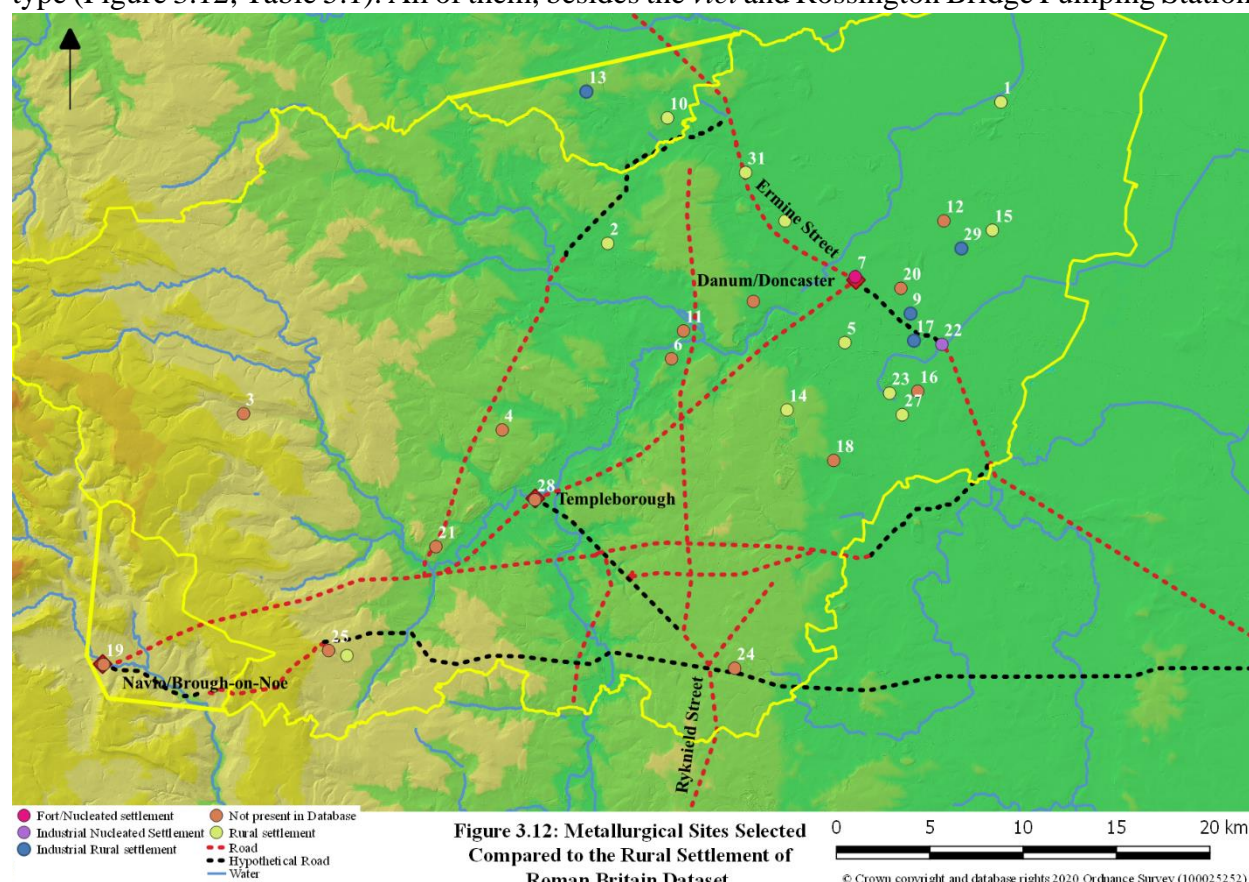 type (Figure 3.12, Table 3.1). All of them, besides the vici and Rossington Bridge Pumping Station
13
10
1
31
Ermine Street
2
12
15
29
7
Danum/Doncaster
20
9
11
17
22
5
6
23
16
27
14
3
4
18
28
Templeborough
21
25
19
24
Navio/Brough-on-Noe
Ryknield Street
Fort/Nucleated settlement
Industrial Nucleated Settlement
Industrial Rural settlement
Not present in Database
Rural settlement
Road
Hypothetical Road
Water
Figure 3.12: Metallurgical Sites Selected
Compared to the Rural Settlement of
Roman Britain Dataset
0 5 10 20 km
© Crown copyright and database rights 2020 Ordnance Survey (100025252)